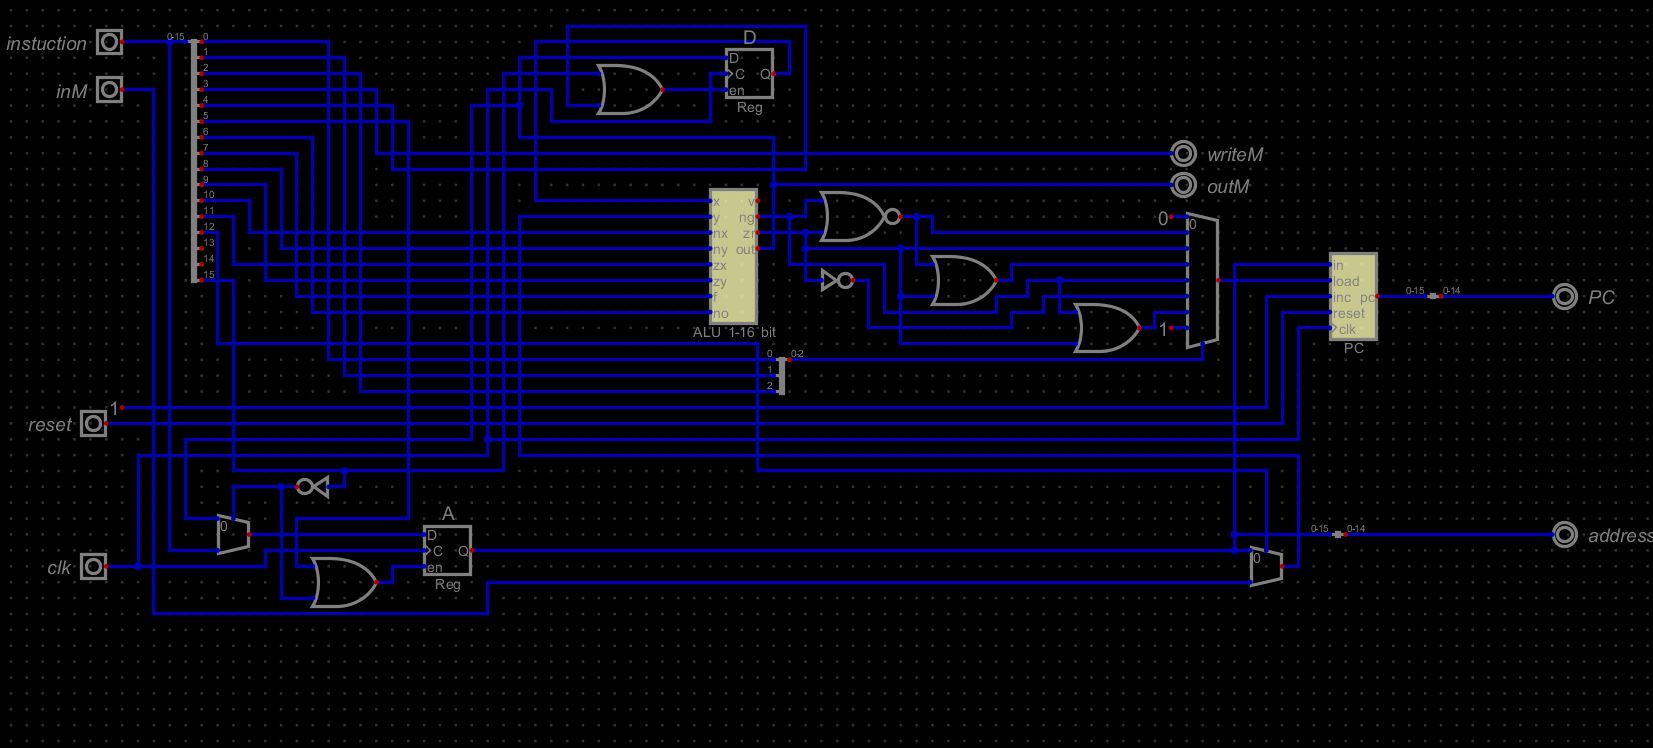 instuction
0-15
0
1
2
3
4
5
6
7
8
9
10
11
12
13
14
15
inM
D
D
C Q
en
Reg
writeM
outM
x v
y ng
nx zr
ny out
zx
zy
f
no
ALU 1-16 bit
0
0
1
in
load
inc pc
reset
clk
PC
0-15 0-14
PC
0 0-2
1
2
1
reset
0
A
D
C Q
en
Reg
clk
0-15 0-14
address
0